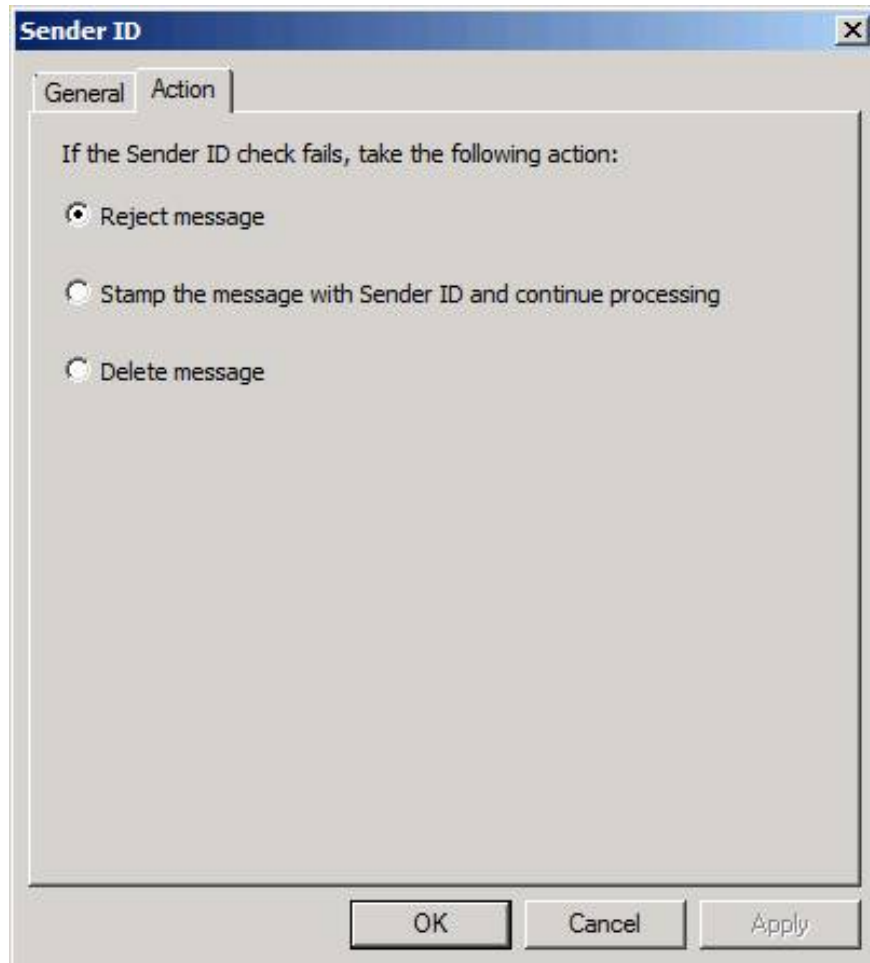 Sender ID
General Action
If the Sender ID check fails, take the following action:
Reject message
Stamp the message with Sender ID and continue processing
Delete message
OK Cancel Apply